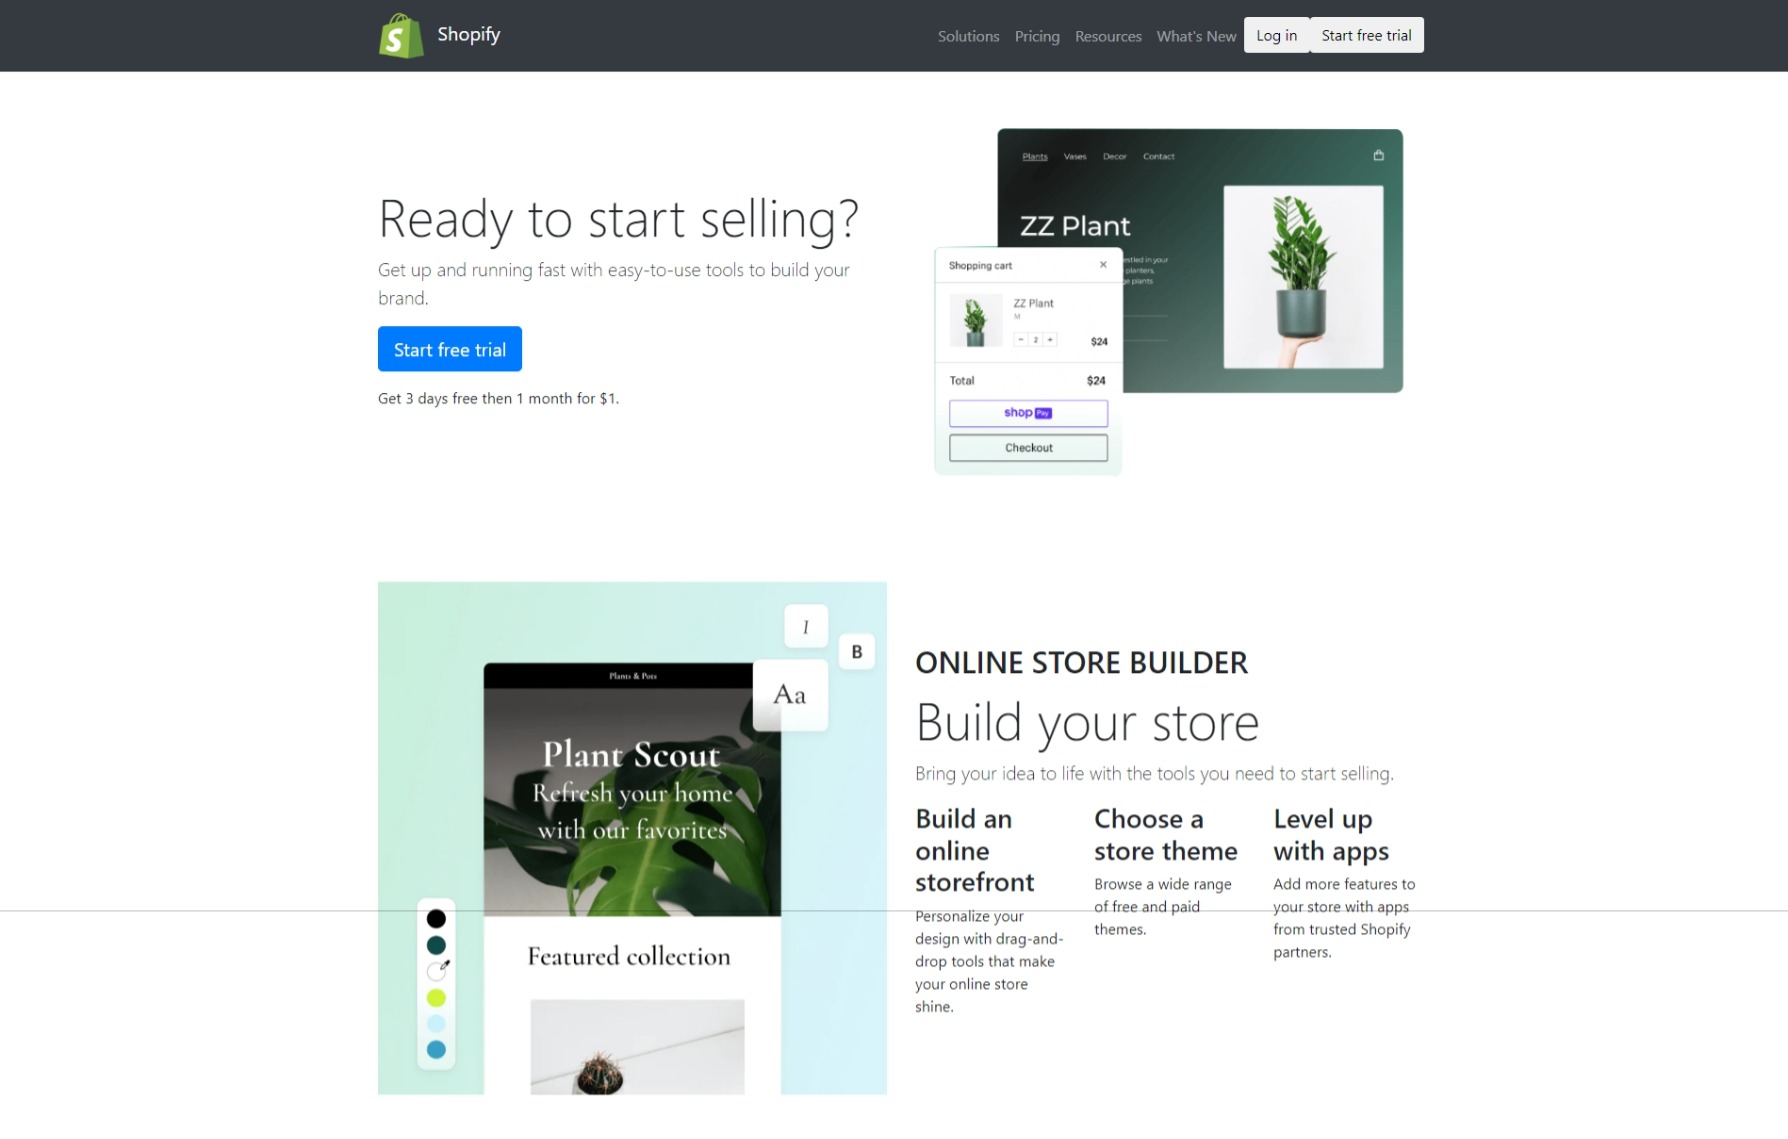 Shopify
Solutions
Pricing
Resources
What's New
Log in
Start free trial
Ready to start selling?
Get up and running fast with easy-to-use tools to build your
brand.
Start free trial
Get 3 days free then 1 month for $1.
Plants
Vases
Decor
Contact
ZZ Plant
estled in your
planters,
ge plants
Shopping cart
ZZ Plant
M
− 2 +
$24
Total
$24
shop Pay
Checkout
I
B
Aa
Plants & Pots
Plant Scout
Refresh your home
with our favorites
Featured collection
ONLINE STORE BUILDER
Build your store
Bring your idea to life with the tools you need to start selling.
Build an
online
storefront
Personalize your
design with drag-and-
drop tools that make
your online store
shine.
Choose a
store theme
Browse a wide range
of free and paid
themes.
Level up
with apps
Add more features to
your store with apps
from trusted Shopify
partners.